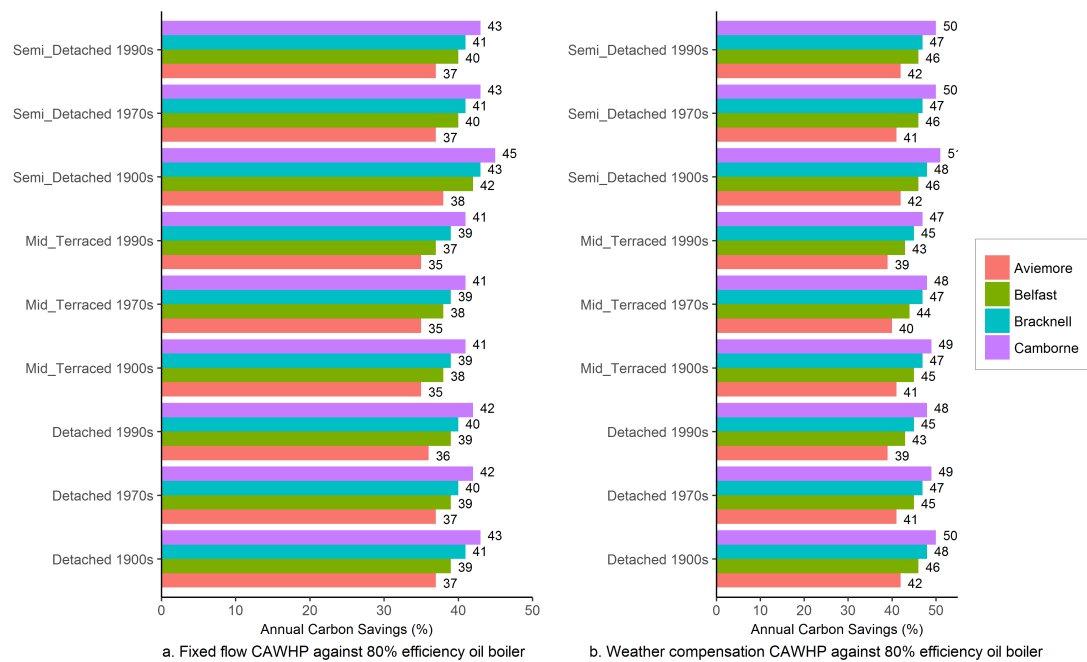 Semi_Detached 1990s
43
41
40
37
Semi_Detached 1970s
43
41
40
37
Semi_Detached 1900s
45
43
42
38
Mid_Terraced 1990s
41
39
37
35
Mid_Terraced 1970s
41
39
38
35
Mid_Terraced 1900s
41
39
38
35
Detached 1990s
42
40
39
36
Detached 1970s
42
40
39
37
Detached 1900s
43
41
39
37
0 10 20 30 40 50
Annual Carbon Savings (%)
a. Fixed flow CAWHP against 80% efficiency oil boiler
Semi_Detached 1990s
50
47
46
42
Semi_Detached 1970s
50
47
46
41
Semi_Detached 1900s
48
46
42
Mid_Terraced 1990s
47
45
43
39
Mid_Terraced 1970s
48
47
44
40
Mid_Terraced 1900s
49
47
45
41
Detached 1990s
48
45
43
39
Detached 1970s
49
47
45
41
Detached 1900s
50
48
46
42
0 10 20 30 40 50
Annual Carbon Savings (%)
b. Weather compensation CAWHP against 80% efficiency oil boiler
Aviemore
Belfast
Bracknell
Camborne